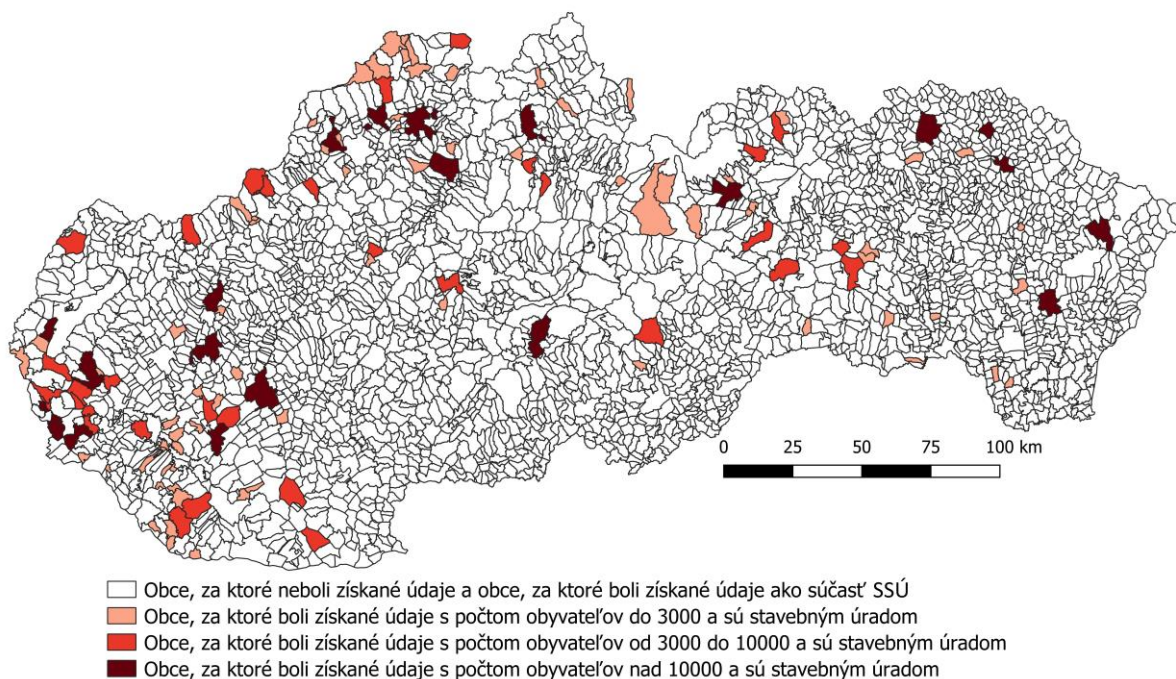 0 25 50 75 100 km
Obce, za ktoré neboli získané údaje a obce, za ktoré boli získané údaje ako súčasť SSÚ
Obce, za ktoré boli získané údaje s počtom obyvateľov do 3000 a sú stavebným úradom
Obce, za ktoré boli získané údaje s počtom obyvateľov od 3000 do 10000 a sú stavebným úradom
Obce, za ktoré boli získané údaje s počtom obyvateľov nad 10000 a sú stavebným úradom